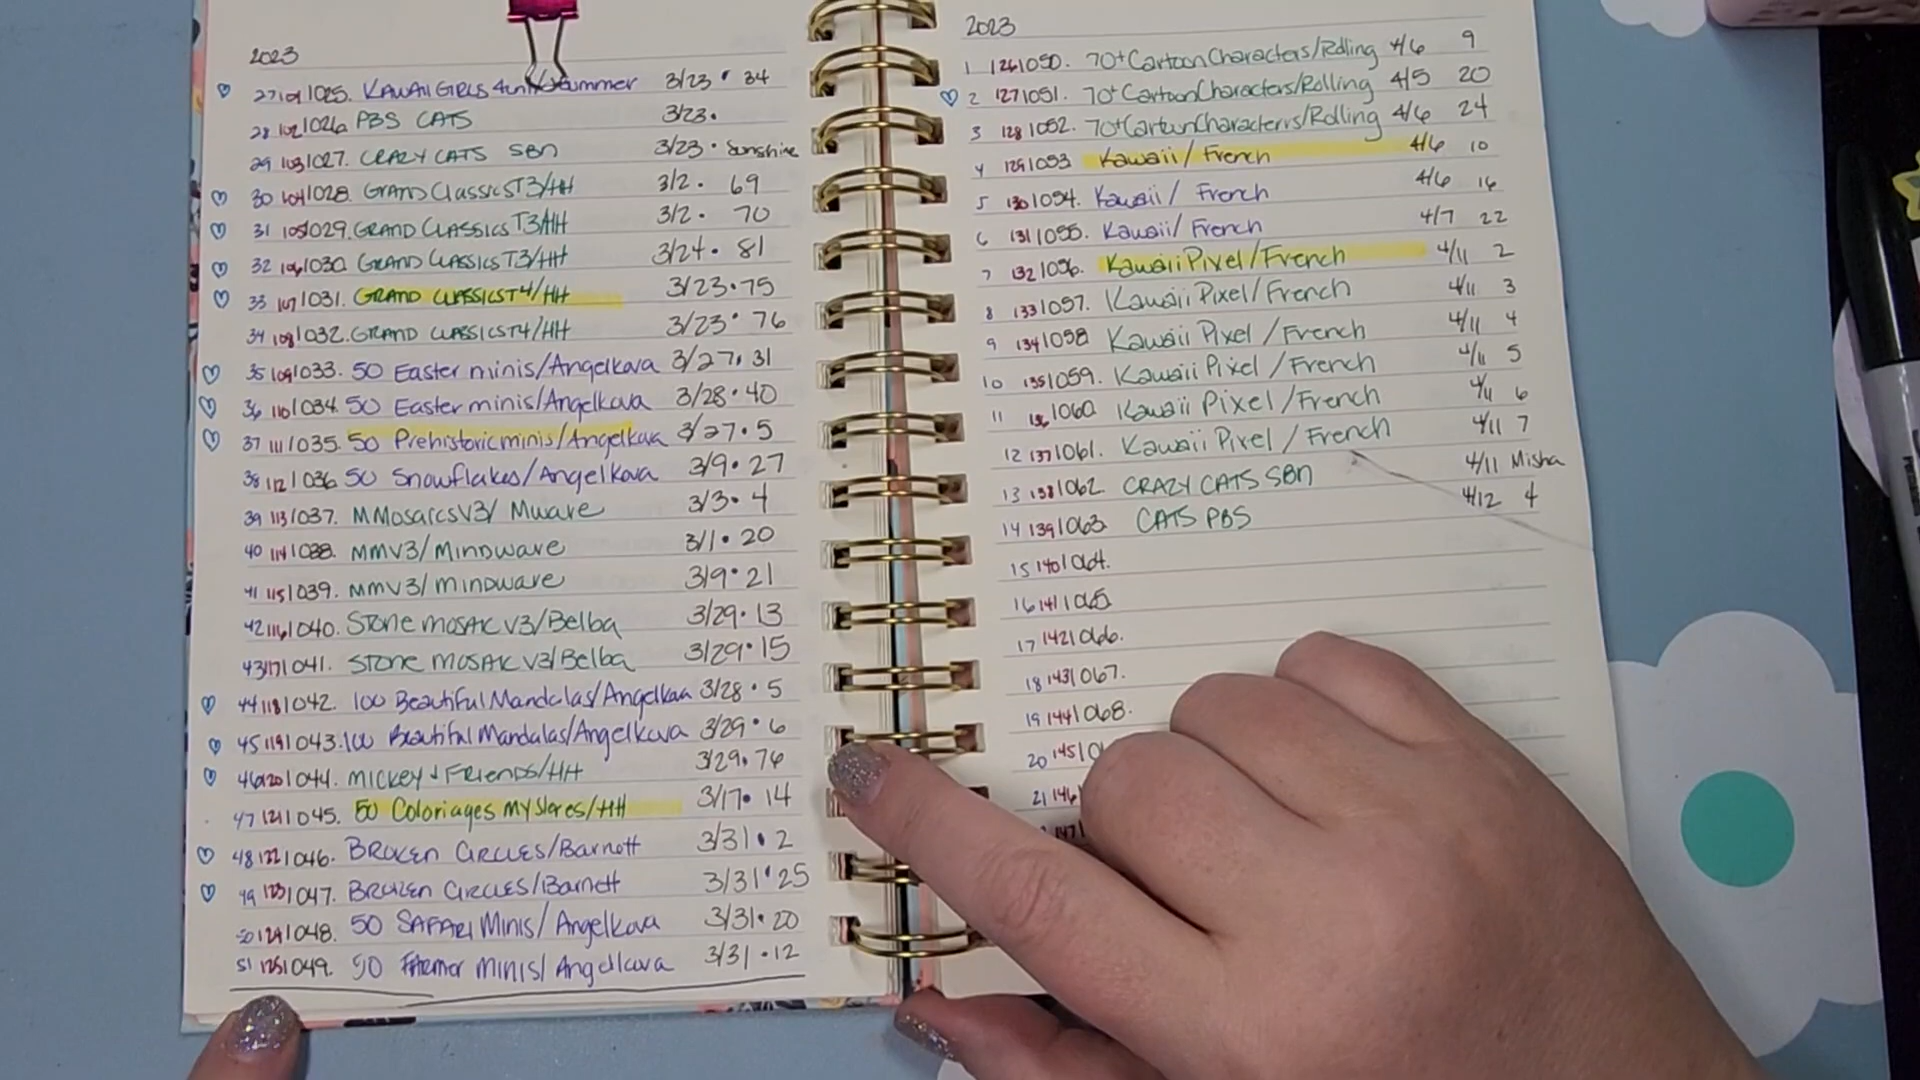 2023
27 101 1025. KAWAII GIRLS 4 in 1/Summer 3/23 • 34
28 102 1026. PBS CATS 3/23 •
29 103 1027. CRAZY CATS SBN 3/23 • Sunshine
30 104 1028. GRAND Classics T3/HH 3/2 • 69
31 105 1029. GRAND CLASSICS T3/HH 3/2 • 70
32 106 1030. GRAND CLASSICS T3/HH 3/24 • 81
33 107 1031. GRAND CLASSICS T4/HH 3/23 • 75
34 108 1032. GRAND CLASSICS T4/HH 3/23 • 76
35 109 1033. 50 Easter minis/Angelkova 3/27 • 31
36 110 1034. 50 Easter minis/Angelkova 3/28 • 40
37 111 1035. 50 Prehistoric minis/Angelkova 3/27 • 5
38 112 1036 50 Snowflakes/Angelkova 3/9 • 27
39 113 1037. MMosaics V3/ Mware 3/3 • 4
40 114 1038. MMV3/Mindware 3/1 • 20
41 115 1039. MMV3/mindware 3/9 • 21
42 116 1040. Stone mosaic V3/Belba 3/29 • 13
43 117 1041. Stone mosaic V3/Belba 3/29 • 15
44 118 1042. 100 Beautiful Mandalas/Angelkaa 3/28 • 5
45 119 1043. 100 Beautiful Mandalas/Angelkova 3/29 • 6
46 120 1044. Mickey & Friends/HH 3/29 • 76
47 121 1045. 50 Coloriages Mysteres/HH 3/17 • 14
48 122 1046. Broken Circles/Barnett 3/31 • 2
49 123 1047. Broken Circles/Barnett 3/31 • 25
50 124 1048. 50 SAFARI Minis/Angelkova 3/31 • 20
51 125 1049. 50 Minis/Angelkova 3/31 • 12
2023
1 126 1050. 70+ Cartoon Characters/Rolling 4/6 9
2 127 1051. 70+ Cartoon Characters/Rolling 4/5 20
3 128 1052. 70+ Cartoon Characters/Rolling 4/6 24
4 129 1053 Kawaii/French 4/6 10
5 130 1054. Kawaii/French 4/6 16
6 131 1055. Kawaii/French 4/7 22
7 132 1056. Kawaii Pixel/French 4/11 2
8 133 1057. Kawaii Pixel/French 4/11 3
9 134 1058 Kawaii Pixel/French 4/11 4
10 135 1059. Kawaii Pixel/French 4/11 5
11 136 1060. Kawaii Pixel/French 4/11 6
12 137 1061. Kawaii Pixel/French 4/11 7
13 138 1062. CRAZY CATS SBN 4/11 Misha
14 139 1063. CATS PBS 4/12 4
15 140 1064.
16 141 1065.
17 142 1066.
18 143 1067.
19 144 1068.
20 145
21 146
147